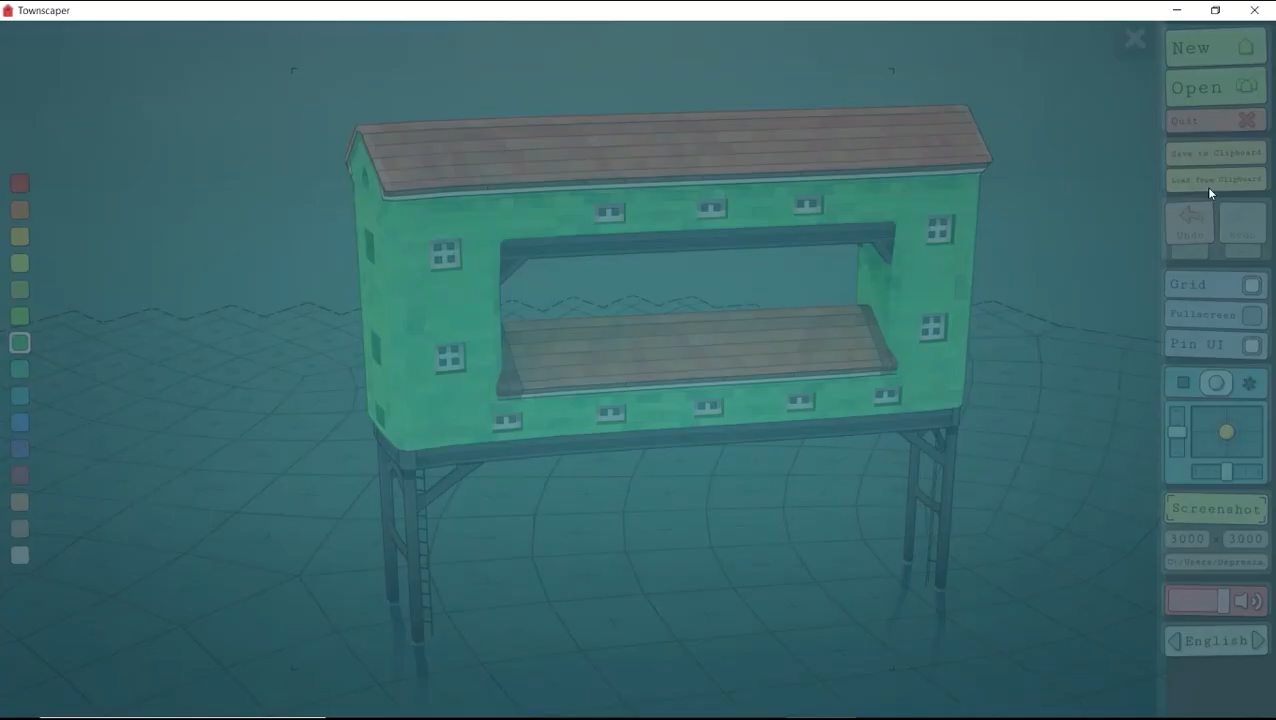 Townscaper
New
Open
Quit
Save to Clipboard
Load from Clipboard
Undo
Redo
Grid
Fullscreen
Pin UI
Screenshot
3000 x 3000
English